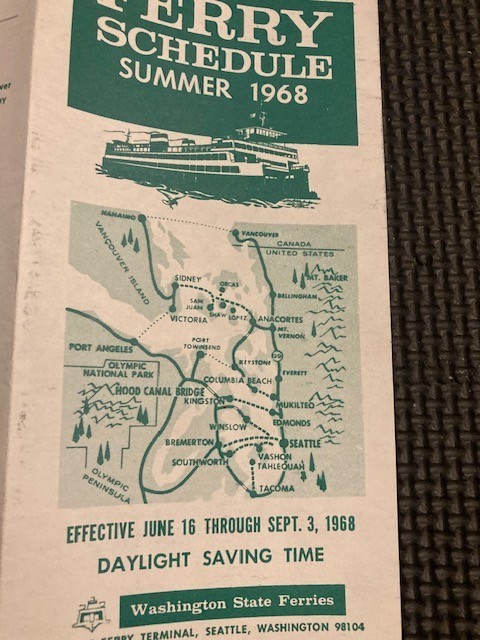 FERRY
SCHEDULE
SUMMER 1968
NANAIMO
VANCOUVER
CANADA
UNITED STATES
VANCOUVER ISLAND
MT. BAKER
SIDNEY
ORCAS
SAN JUAN
SHAW
LOPEZ
BELLINGHAM
VICTORIA
ANACORTES
MT. VERNON
PORT ANGELES
PORT TOWNSEND
KEYSTONE
99
OLYMPIC NATIONAL PARK
COLUMBIA BEACH
EVERETT
HOOD CANAL BRIDGE
KINGSTON
MUKILTEO
EDMONDS
WINSLOW
BREMERTON
SEATTLE
SOUTHWORTH
VASHON
TAHLEQUAH
OLYMPIC PENINSULA
TACOMA
EFFECTIVE JUNE 16 THROUGH SEPT. 3, 1968
DAYLIGHT SAVING TIME
Washington State Ferries
FERRY TERMINAL, SEATTLE, WASHINGTON 98104